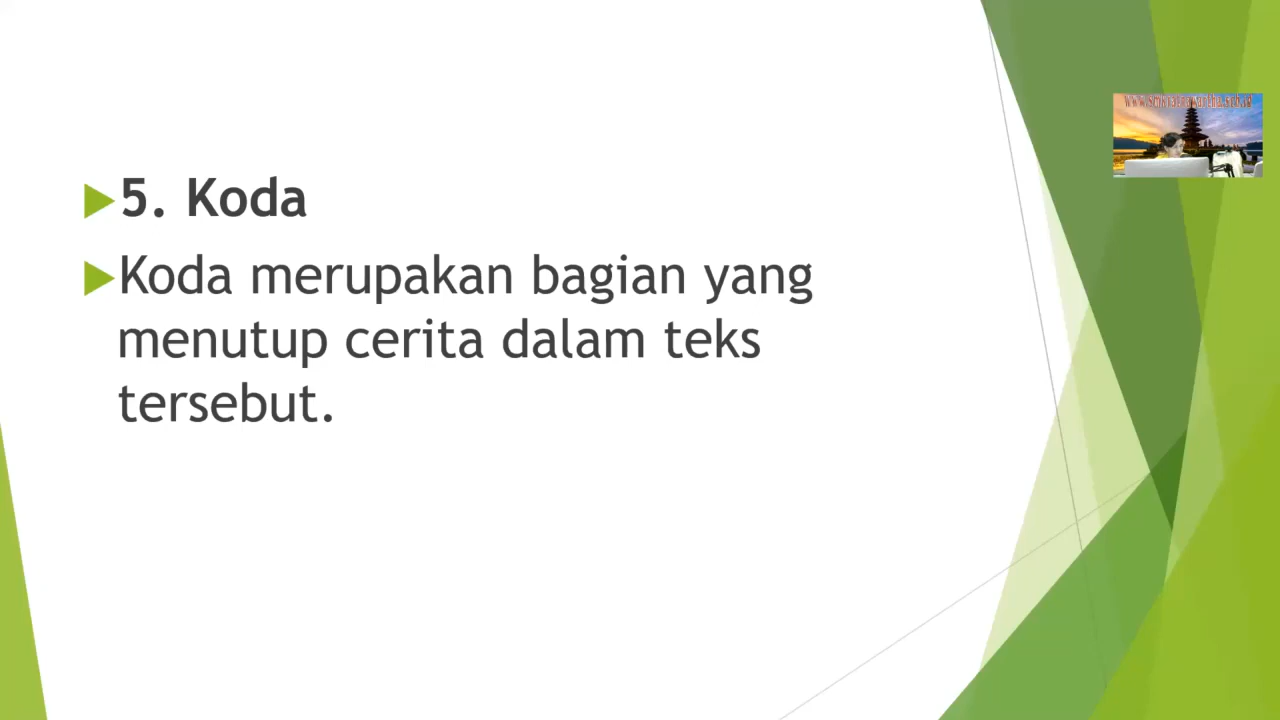 5. Koda
Koda merupakan bagian yang
menutup cerita dalam teks
tersebut.